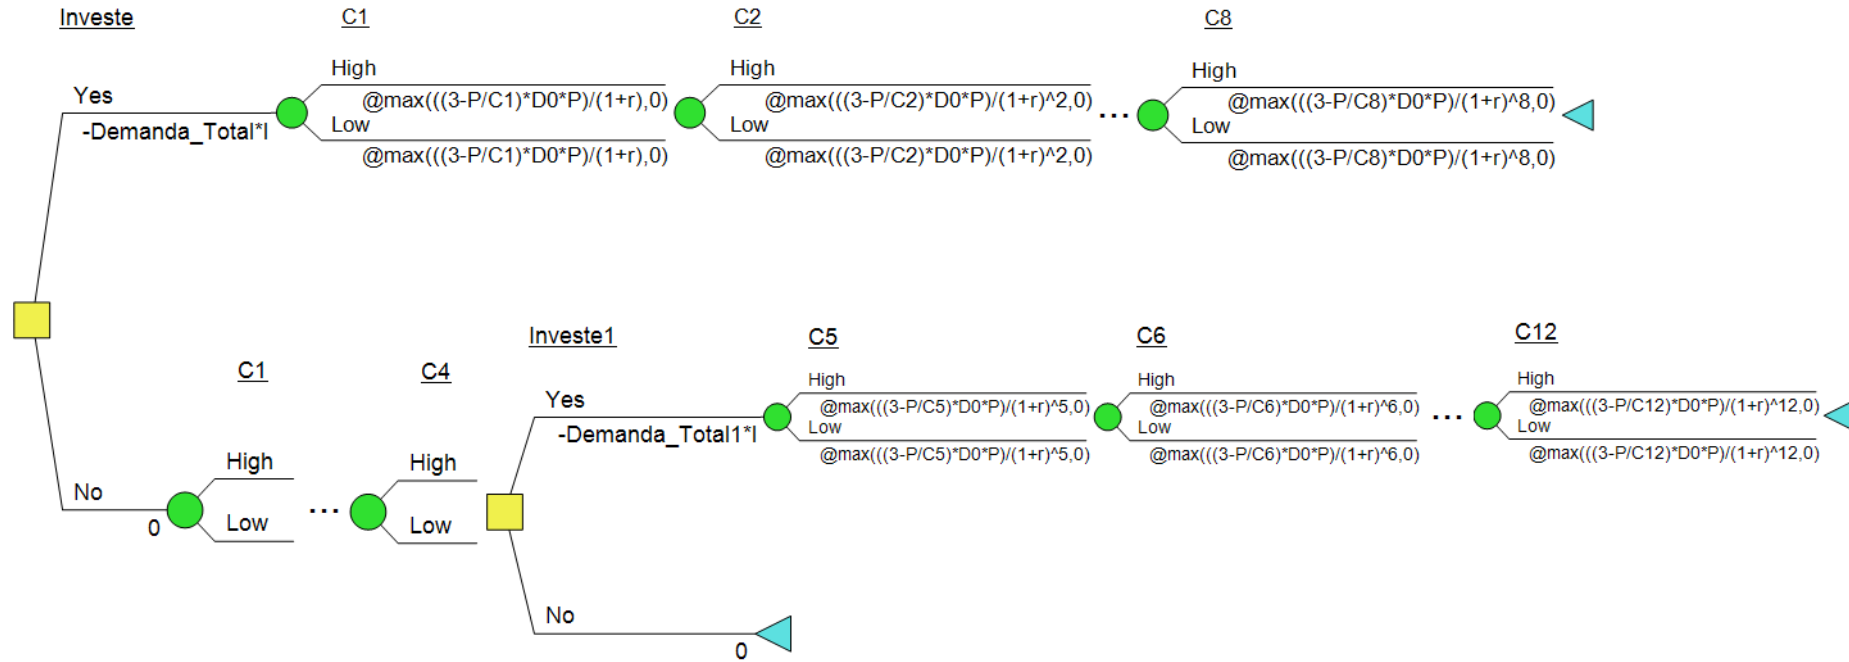 Investe
C1
C2
C8
High
High
High
Yes
@max(((3-P/C1)*D0*P)/(1+r),0)
@max(((3-P/C2)*D0*P)/(1+r)^2,0)
@max(((3-P/C8)*D0*P)/(1+r)^8,0)
-Demanda_Total*I
Low
Low
...
Low
@max(((3-P/C1)*D0*P)/(1+r),0)
@max(((3-P/C2)*D0*P)/(1+r)^2,0)
@max(((3-P/C8)*D0*P)/(1+r)^8,0)
Investe1
C5
C6
C12
C1
C4
High
High
High
Yes
@max(((3-P/C5)*D0*P)/(1+r)^5,0)
@max(((3-P/C6)*D0*P)/(1+r)^6,0)
...
@max(((3-P/C12)*D0*P)/(1+r)^12,0)
-Demanda_Total1*I
Low
Low
Low
@max(((3-P/C5)*D0*P)/(1+r)^5,0)
@max(((3-P/C6)*D0*P)/(1+r)^6,0)
@max(((3-P/C12)*D0*P)/(1+r)^12,0)
High
High
No
0
...
Low
Low
No
0